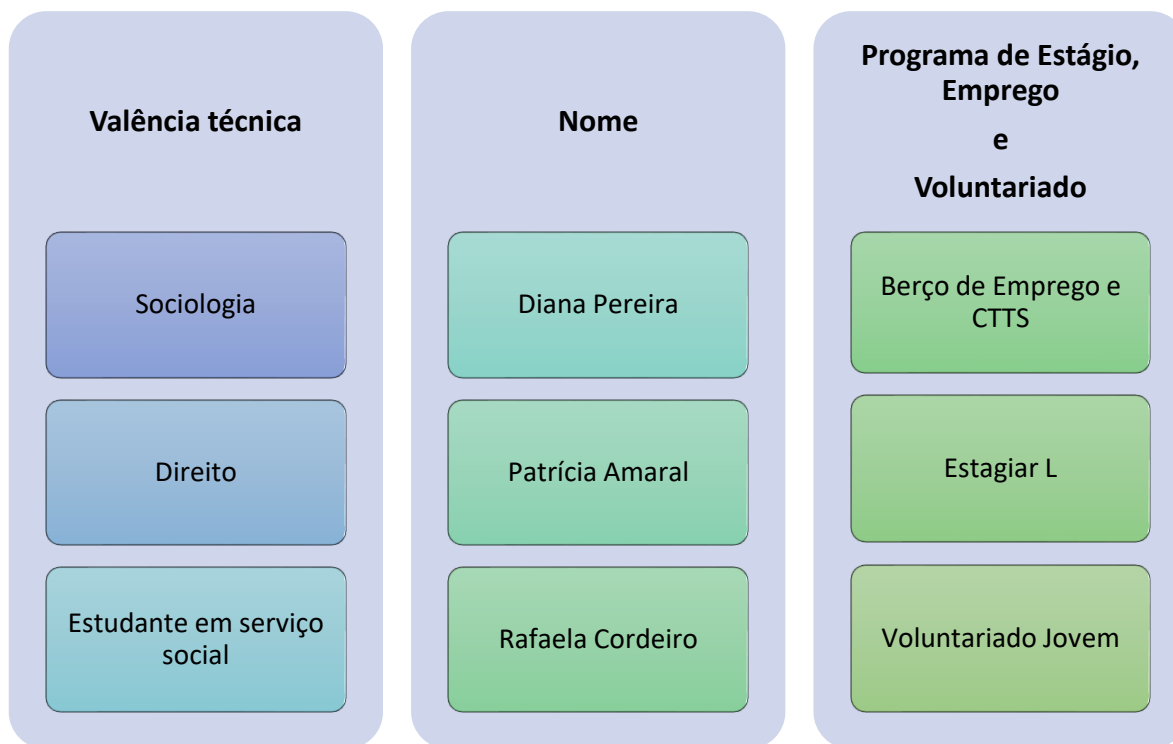 Valência técnica
Sociologia
Direito
Estudante em serviço
social
Nome
Diana Pereira
Patrícia Amaral
Rafaela Cordeiro
Programa de Estágio,
Emprego
e
Voluntariado
Berço de Emprego e
CTTS
Estagiar L
Voluntariado Jovem